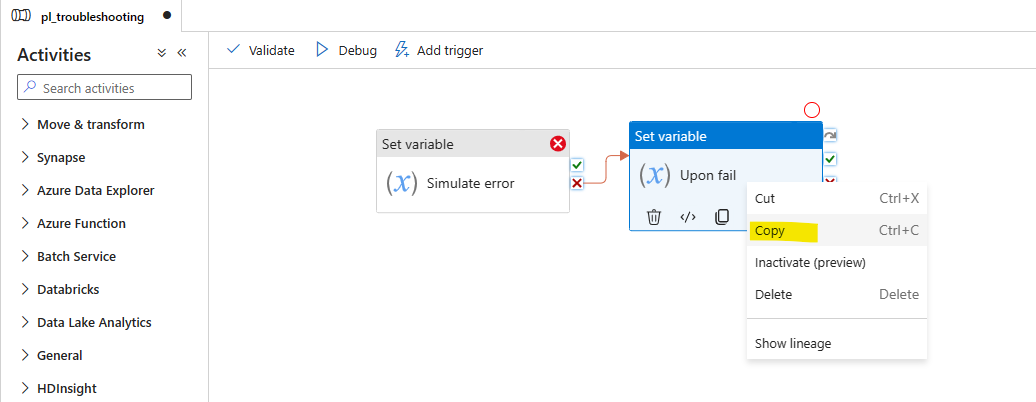 pl_troubleshooting
Activities
Search activities
Move & transform
Synapse
Azure Data Explorer
Azure Function
Batch Service
Databricks
Data Lake Analytics
General
HDInsight
Validate
Debug
Add trigger
Set variable
(x) Simulate error
Set variable
(x) Upon fail
Cut Ctrl+X
Copy Ctrl+C
Inactivate (preview)
Delete Delete
Show lineage